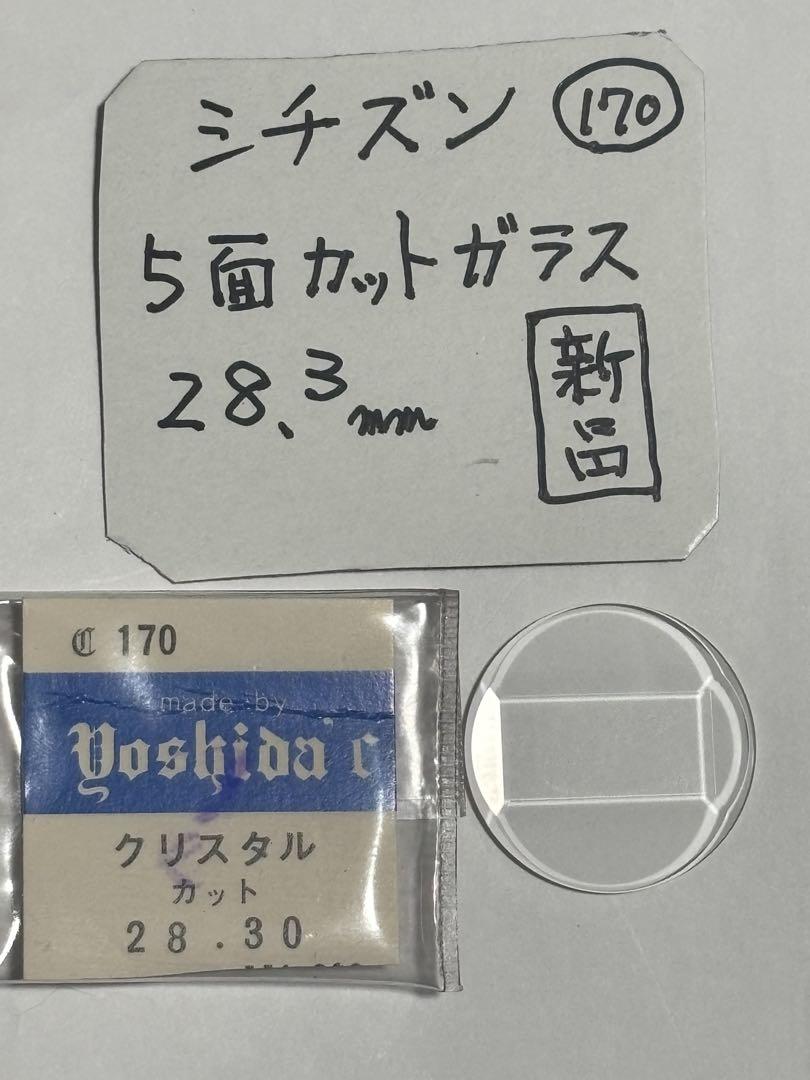 シチズン 170
5面カットガラス
28.3mm
新品
C 170
made by
Yoshida's
クリスタル
カット
28.30